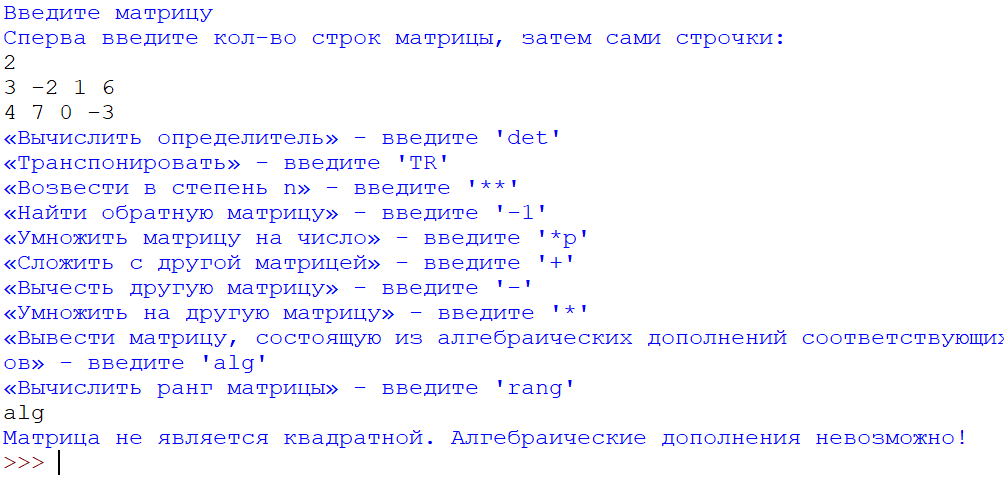 Введите матрицу
Сперва введите кол-во строк матрицы, затем сами строчки:
2
3 -2 1 6
4 7 0 -3
«Вычислить определитель» - введите 'det'
«Транспонировать» - введите 'TR'
«Возвести в степень n» - введите '**'
«Найти обратную матрицу» - введите '-1'
«Умножить матрицу на число» - введите '*p'
«Сложить с другой матрицей» - введите '+'
«Вычесть другую матрицу» - введите '-'
«Умножить на другую матрицу» - введите '*'
«Вывести матрицу, состоящую из алгебраических дополнений соответствующих
ов» - введите 'alg'
«Вычислить ранг матрицы» - введите 'rang'
alg
Матрица не является квадратной. Алгебраические дополнения невозможно!
>>>